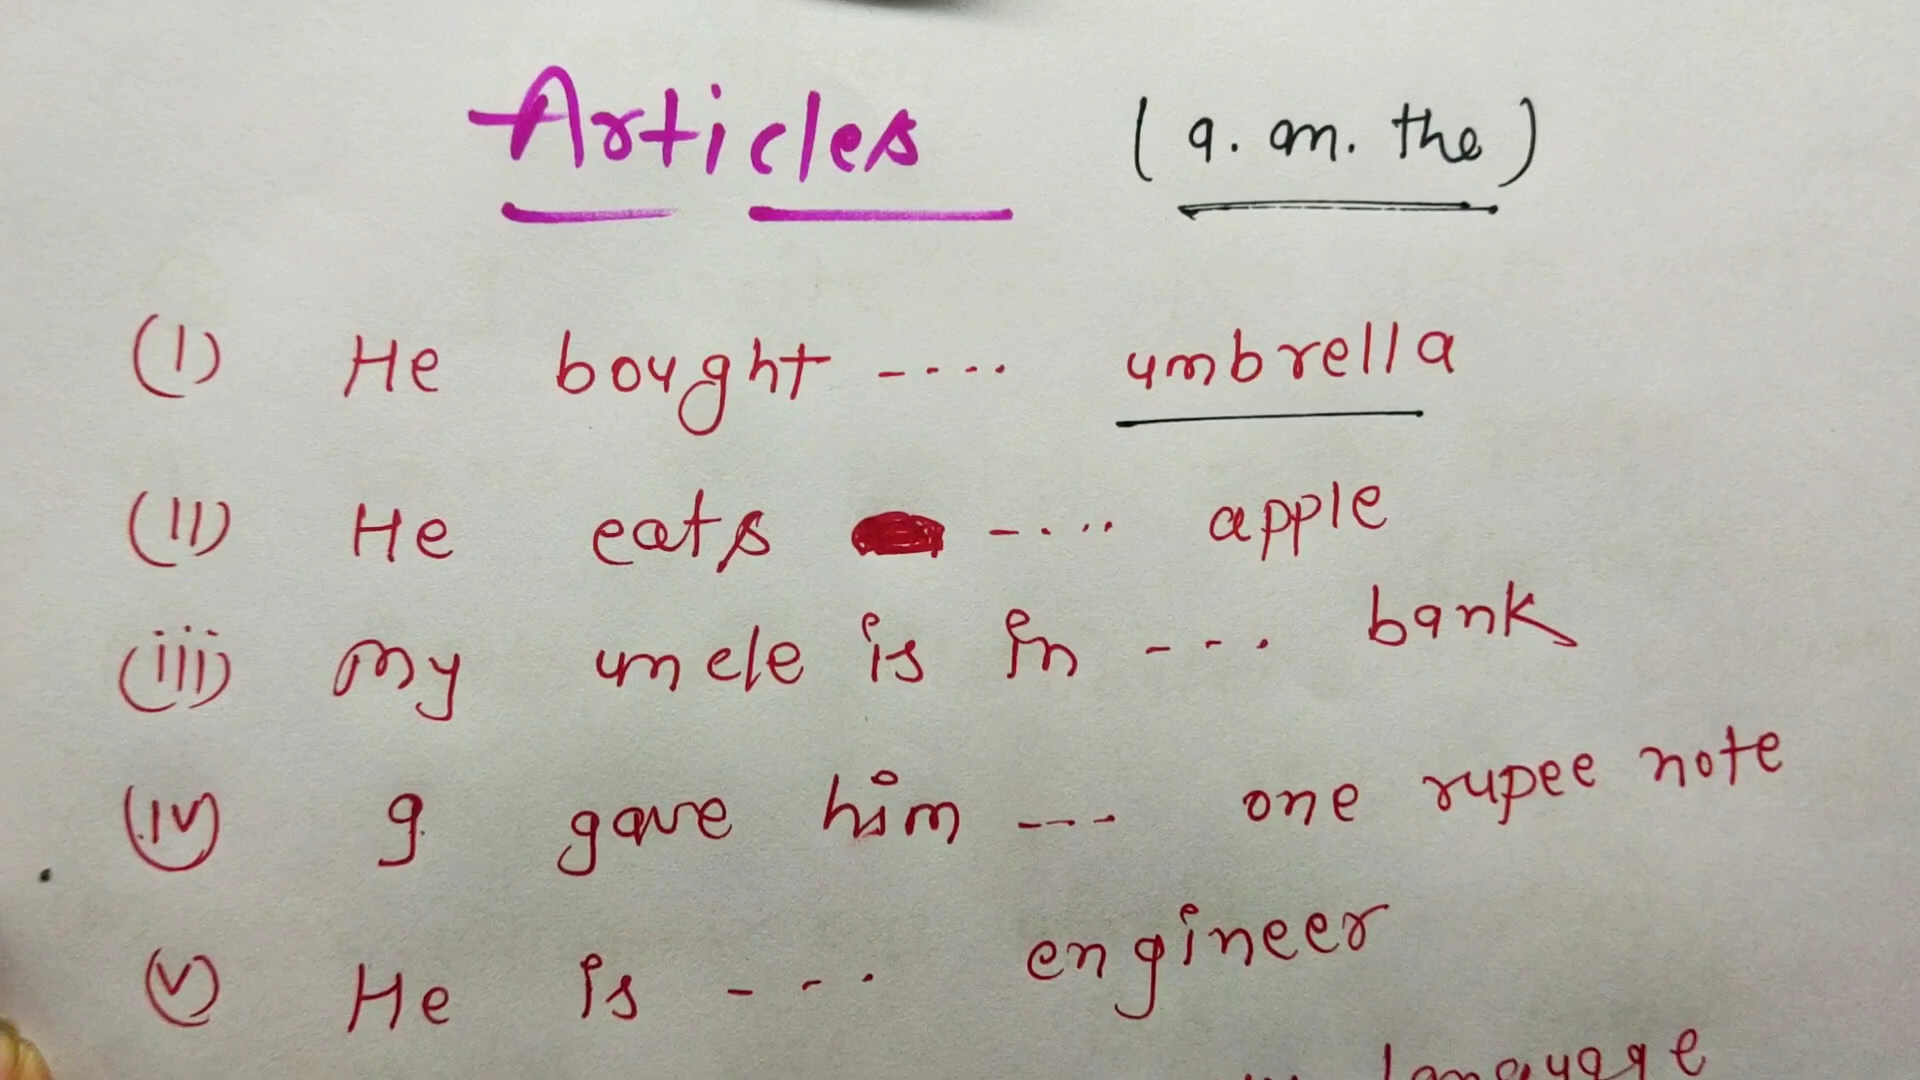 Articles (a. an. the)
(I) He bought ---- umbrella
(II) He eats ---- apple
(iii) My uncle is in --- bank
(IV) I gave him --- one rupee note
(V) He is --- engineer
language